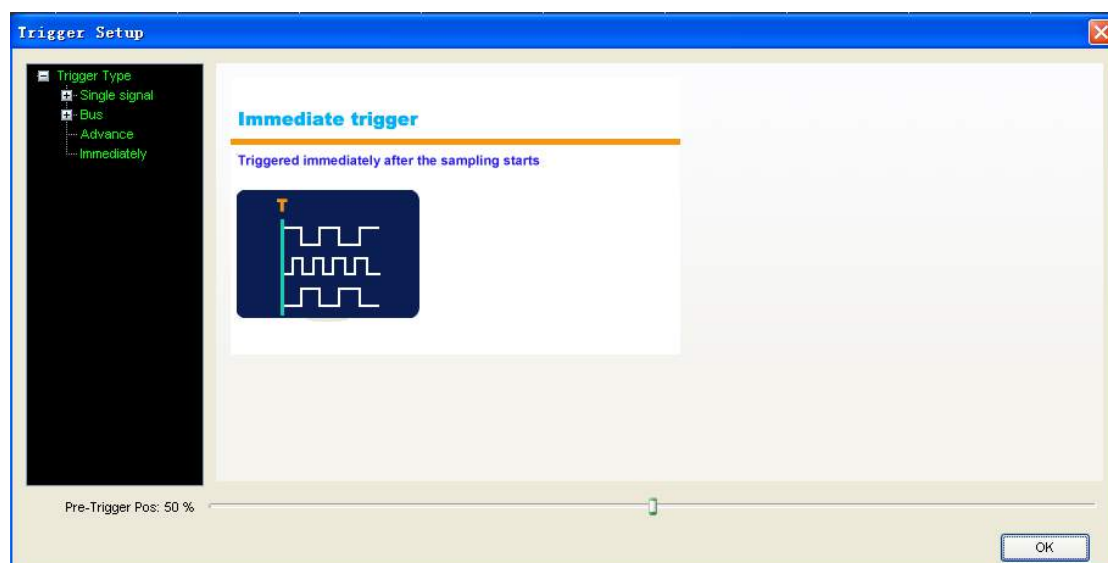 Trigger Setup
Trigger Type
Single signal
Bus
Advance
Immediately
Immediate trigger
Triggered immediately after the sampling starts
T
Pre-Trigger Pos: 50 %
OK